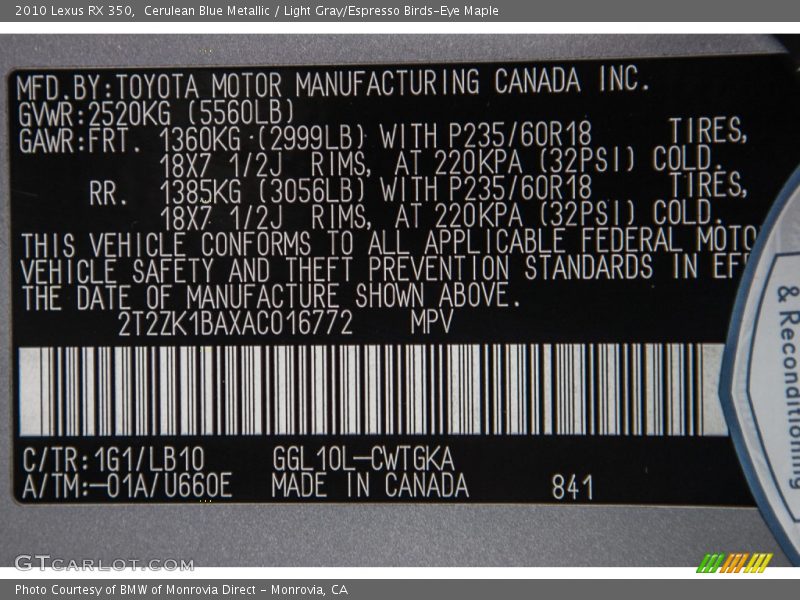 2010 Lexus RX 350,  Cerulean Blue Metallic / Light Gray/Espresso Birds-Eye Maple
MFD.BY:TOYOTA MOTOR MANUFACTURING CANADA INC.
GVWR:2520KG (5560LB)
GAWR:FRT. 1360KG (2999LB) WITH P235/60R18 TIRES,
18X7 1/2J RIMS, AT 220KPA (32PSI) COLD.
RR. 1385KG (3056LB) WITH P235/60R18 TIRES,
18X7 1/2J RIMS, AT 220KPA (32PSI) COLD.
THIS VEHICLE CONFORMS TO ALL APPLICABLE FEDERAL MOTO
VEHICLE SAFETY AND THEFT PREVENTION STANDARDS IN EFF
THE DATE OF MANUFACTURE SHOWN ABOVE.
2T2ZK1BAXAC016772 MPV
C/TR:1G1/LB10 GGL10L-CWTGKA
A/TM:-01A/U660E MADE IN CANADA 841
& Reconditioning
GTCARLOT.COM
Photo Courtesy of BMW of Monrovia Direct - Monrovia, CA